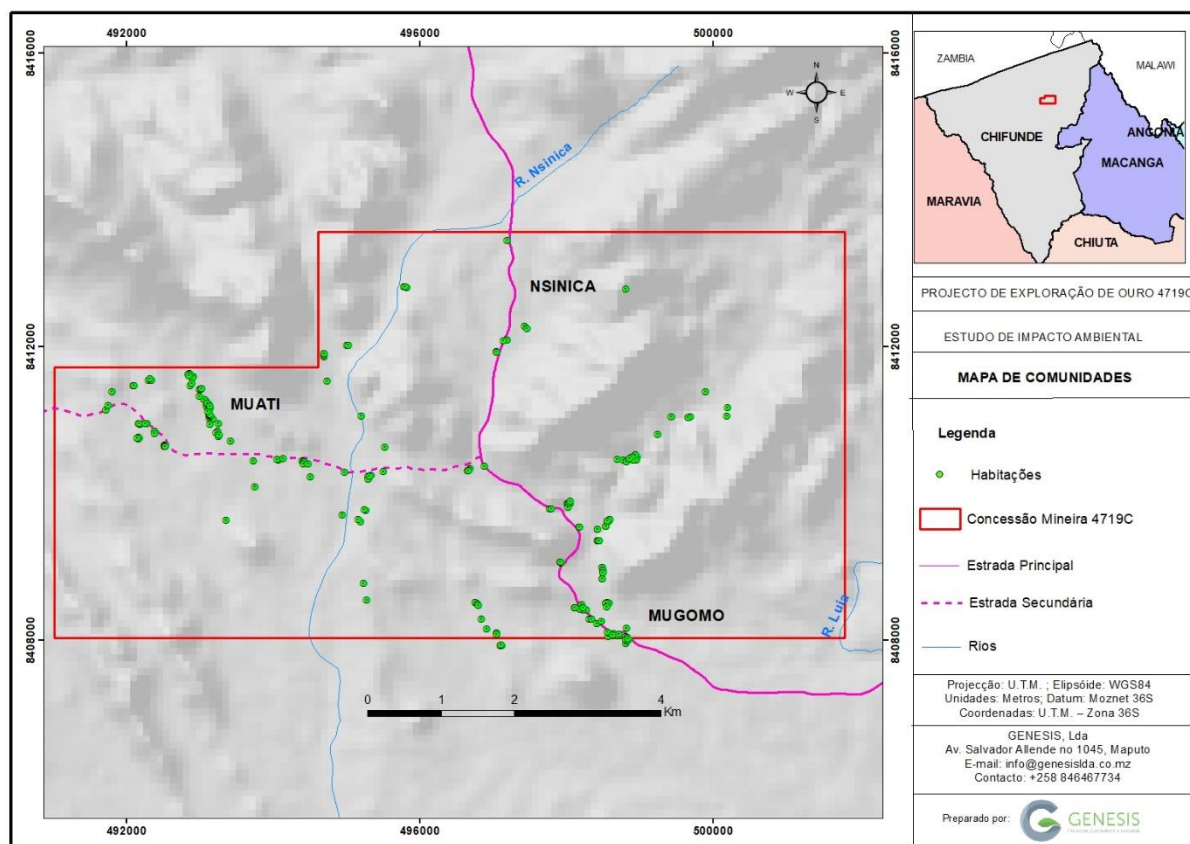 492000
496000
500000
8416000
8416000
8412000
8412000
8408000
8408000
N
W
E
S
R. Nsinica
NSINICA
MUATI
MUGOMO
R. Luia
0
1
2
4
Km
492000
496000
500000
ZAMBIA
MALAWI
CHIFUNDE
ANGONIA
MACANGA
MARAVIA
CHIUTA
PROJECTO DE EXPLORAÇÃO DE OURO 4719C
ESTUDO DE IMPACTO AMBIENTAL
MAPA DE COMUNIDADES
Legenda
Habitações
Concessão Mineira 4719C
Estrada Principal
Estrada Secundária
Rios
Projecção: U.T.M. ; Elipsóide: WGS84
Unidades: Metros; Datum: Moznet 36S
Coordenadas: U.T.M. – Zona 36S
GENESIS, Lda
Av. Salvador Allende no 1045, Maputo
E-mail: info@genesislda.co.mz
Contacto: +258 846467734
Preparado por:
GENESIS